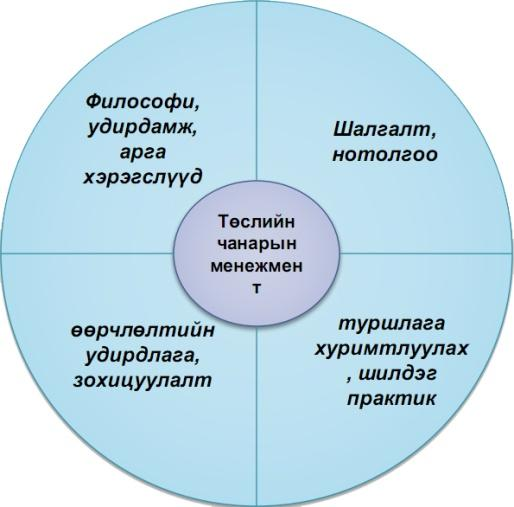 Философи,
удирдамж,
арга
хэрэгслүүд
Шалгалт,
нотолгоо
Төслийн
чанарын
менежмен
т
өөрчлөлтийн
удирдлага,
зохицуулалт
туршлага
хуримтлуулах
, шилдэг
практик